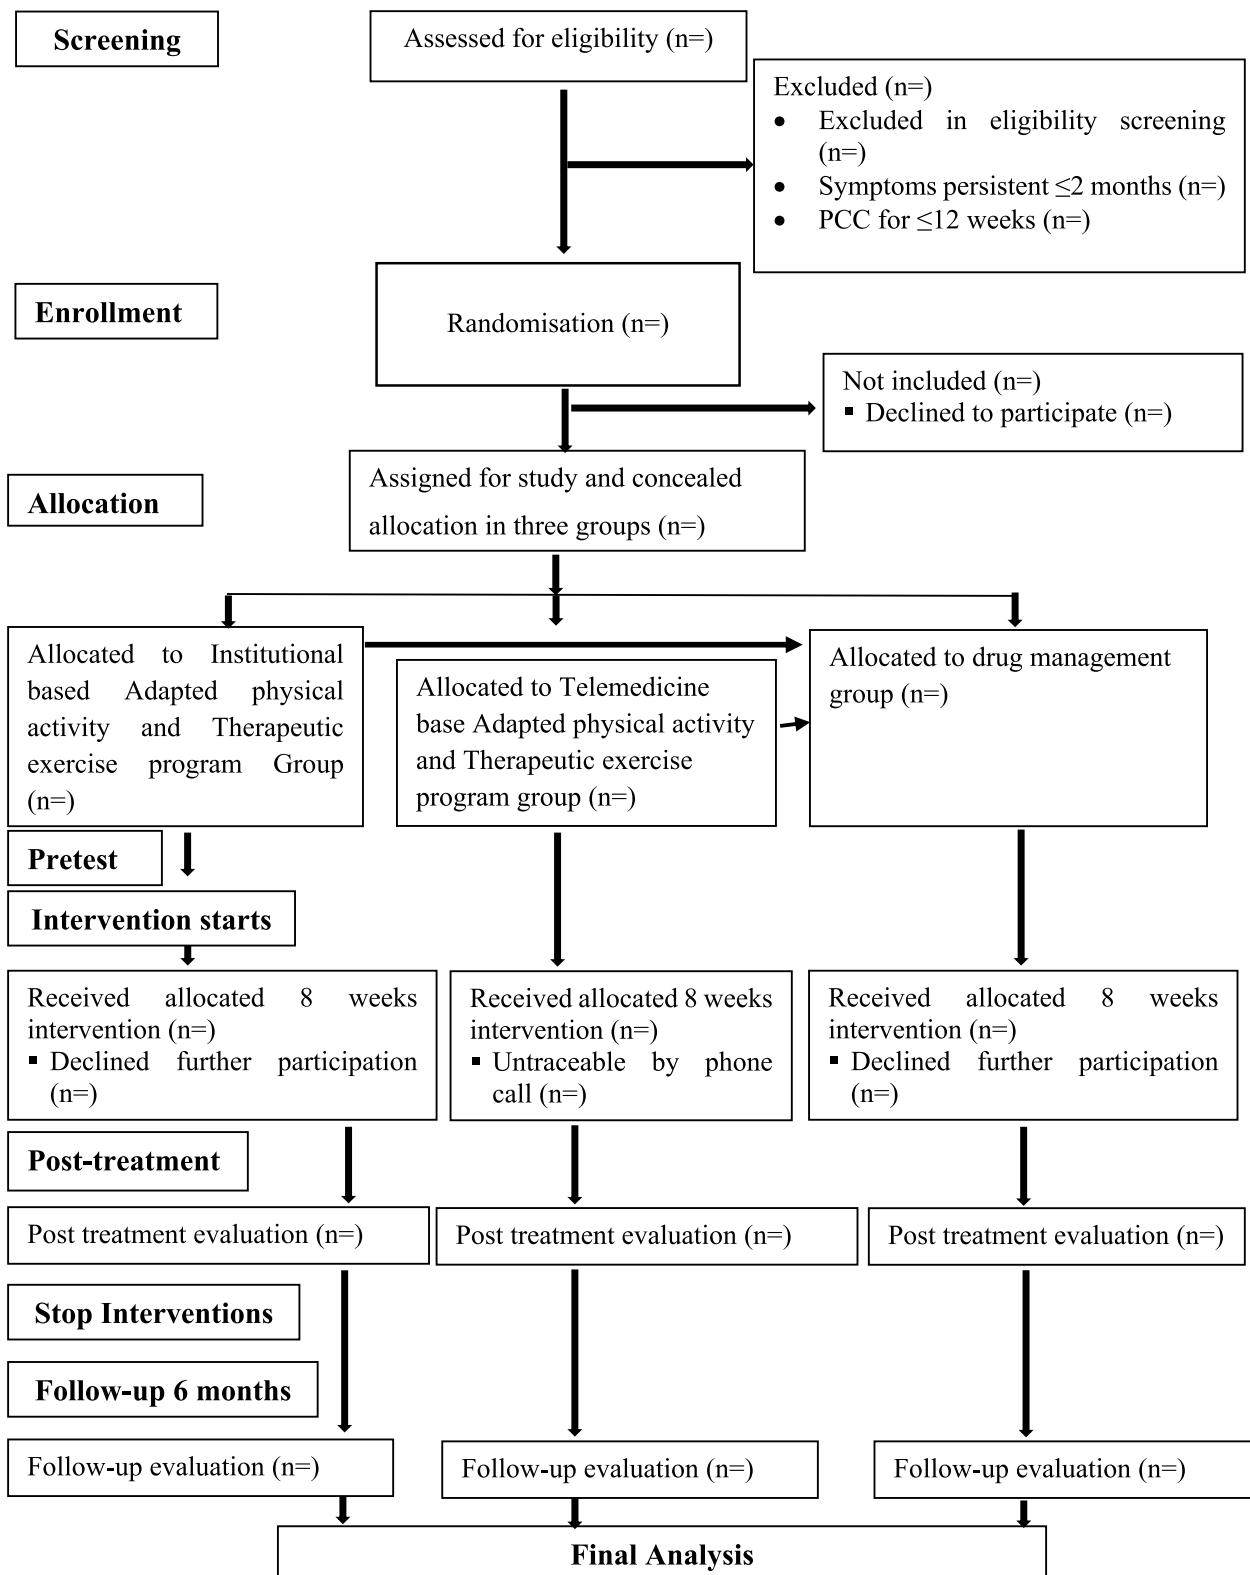 Screening
Assessed for eligibility (n=)
Excluded (n=)
• Excluded in eligibility screening
(n=)
• Symptoms persistent ≤2 months (n=)
• PCC for ≤12 weeks (n=)
Enrollment
Randomisation (n=)
Not included (n=)
▪ Declined to participate (n=)
Allocation
Assigned for study and concealed
allocation in three groups (n=)
Allocated to Institutional
based Adapted physical
activity and Therapeutic
exercise program Group
(n=)
Allocated to Telemedicine
base Adapted physical activity
and Therapeutic exercise
program group (n=)
Allocated to drug management
group (n=)
Pretest
Intervention starts
Received allocated 8 weeks
intervention (n=)
▪ Declined further participation
(n=)
Received allocated 8 weeks
intervention (n=)
▪ Untraceable by phone
call (n=)
Received allocated 8 weeks
intervention (n=)
▪ Declined further participation
(n=)
Post-treatment
Post treatment evaluation (n=)
Post treatment evaluation (n=)
Post treatment evaluation (n=)
Stop Interventions
Follow-up 6 months
Follow-up evaluation (n=)
Follow-up evaluation (n=)
Follow-up evaluation (n=)
Final Analysis